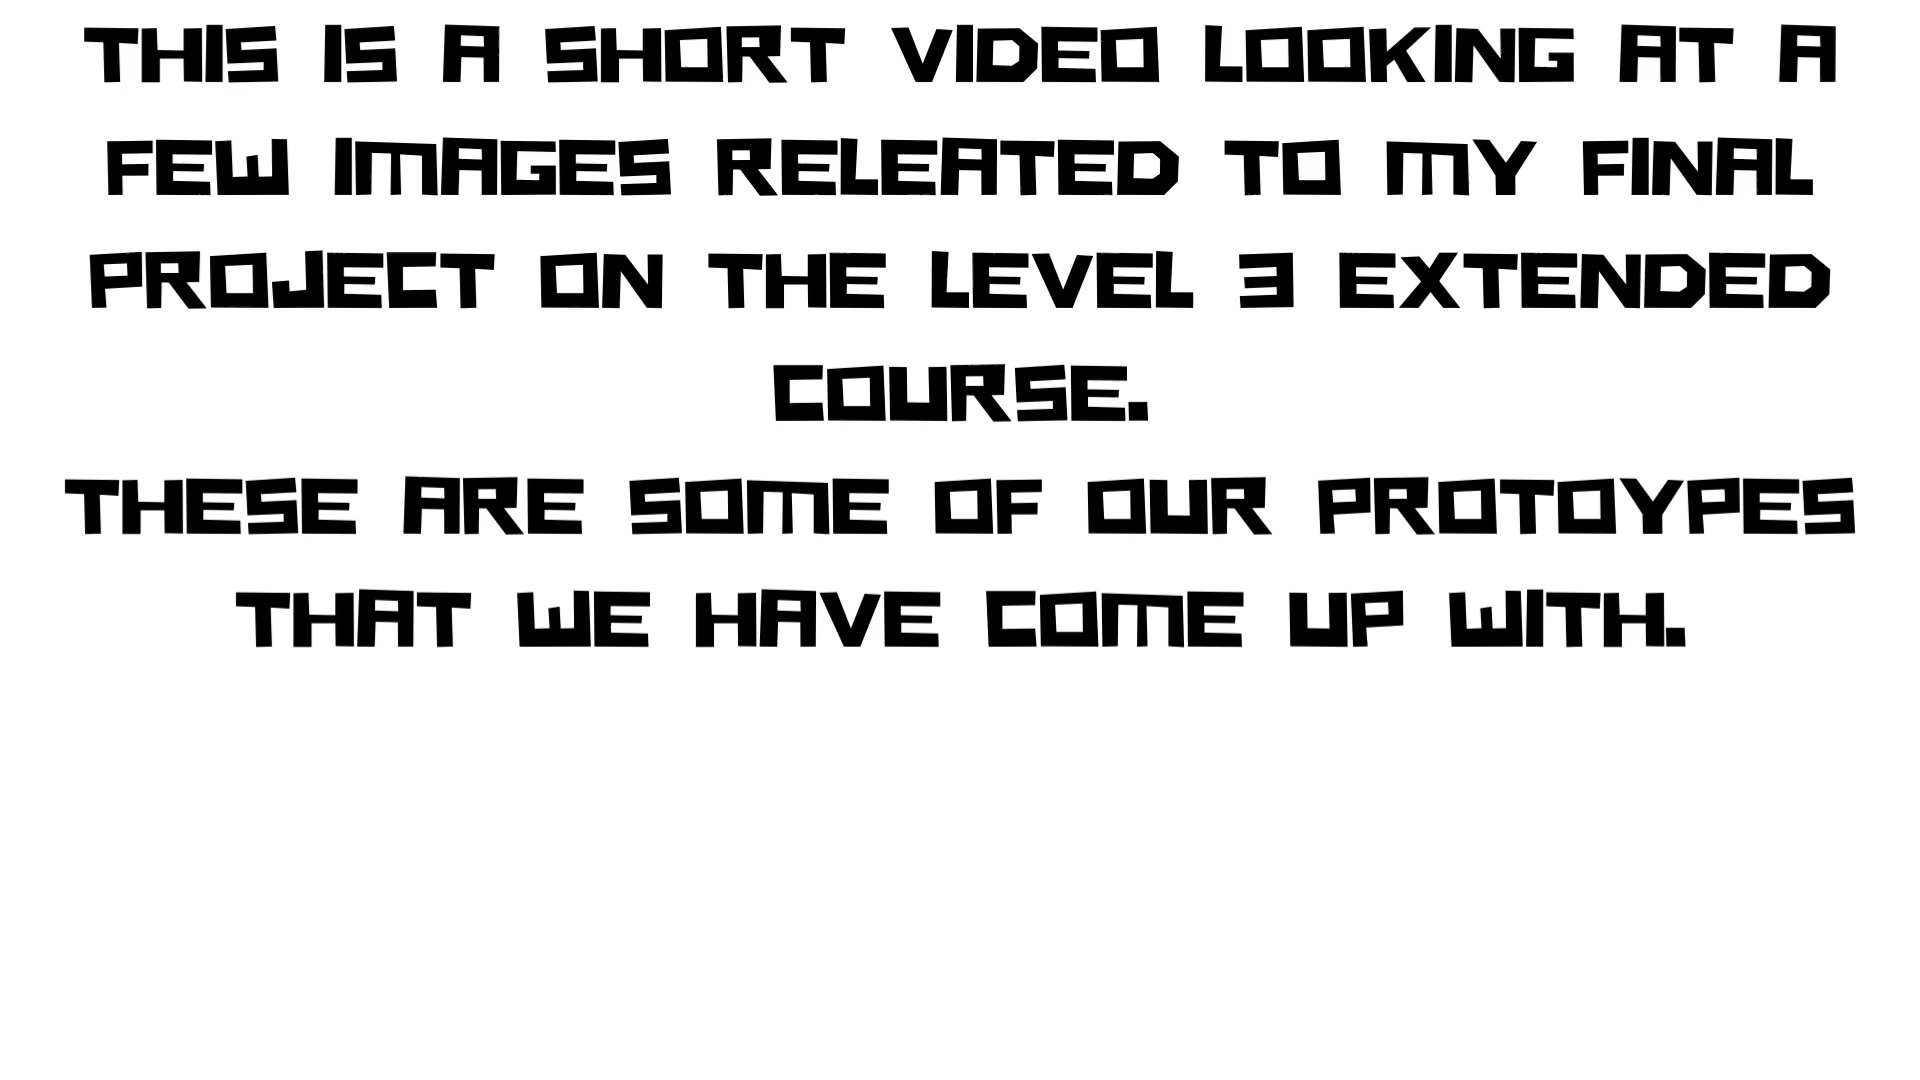 THIS IS A SHORT VIDEO LOOKING AT A
FEW IMAGES RELEATED TO MY FINAL
PROJECT ON THE LEVEL 3 EXTENDED
COURSE.
THESE ARE SOME OF OUR PROTOYPES
THAT WE HAVE COME UP WITH.